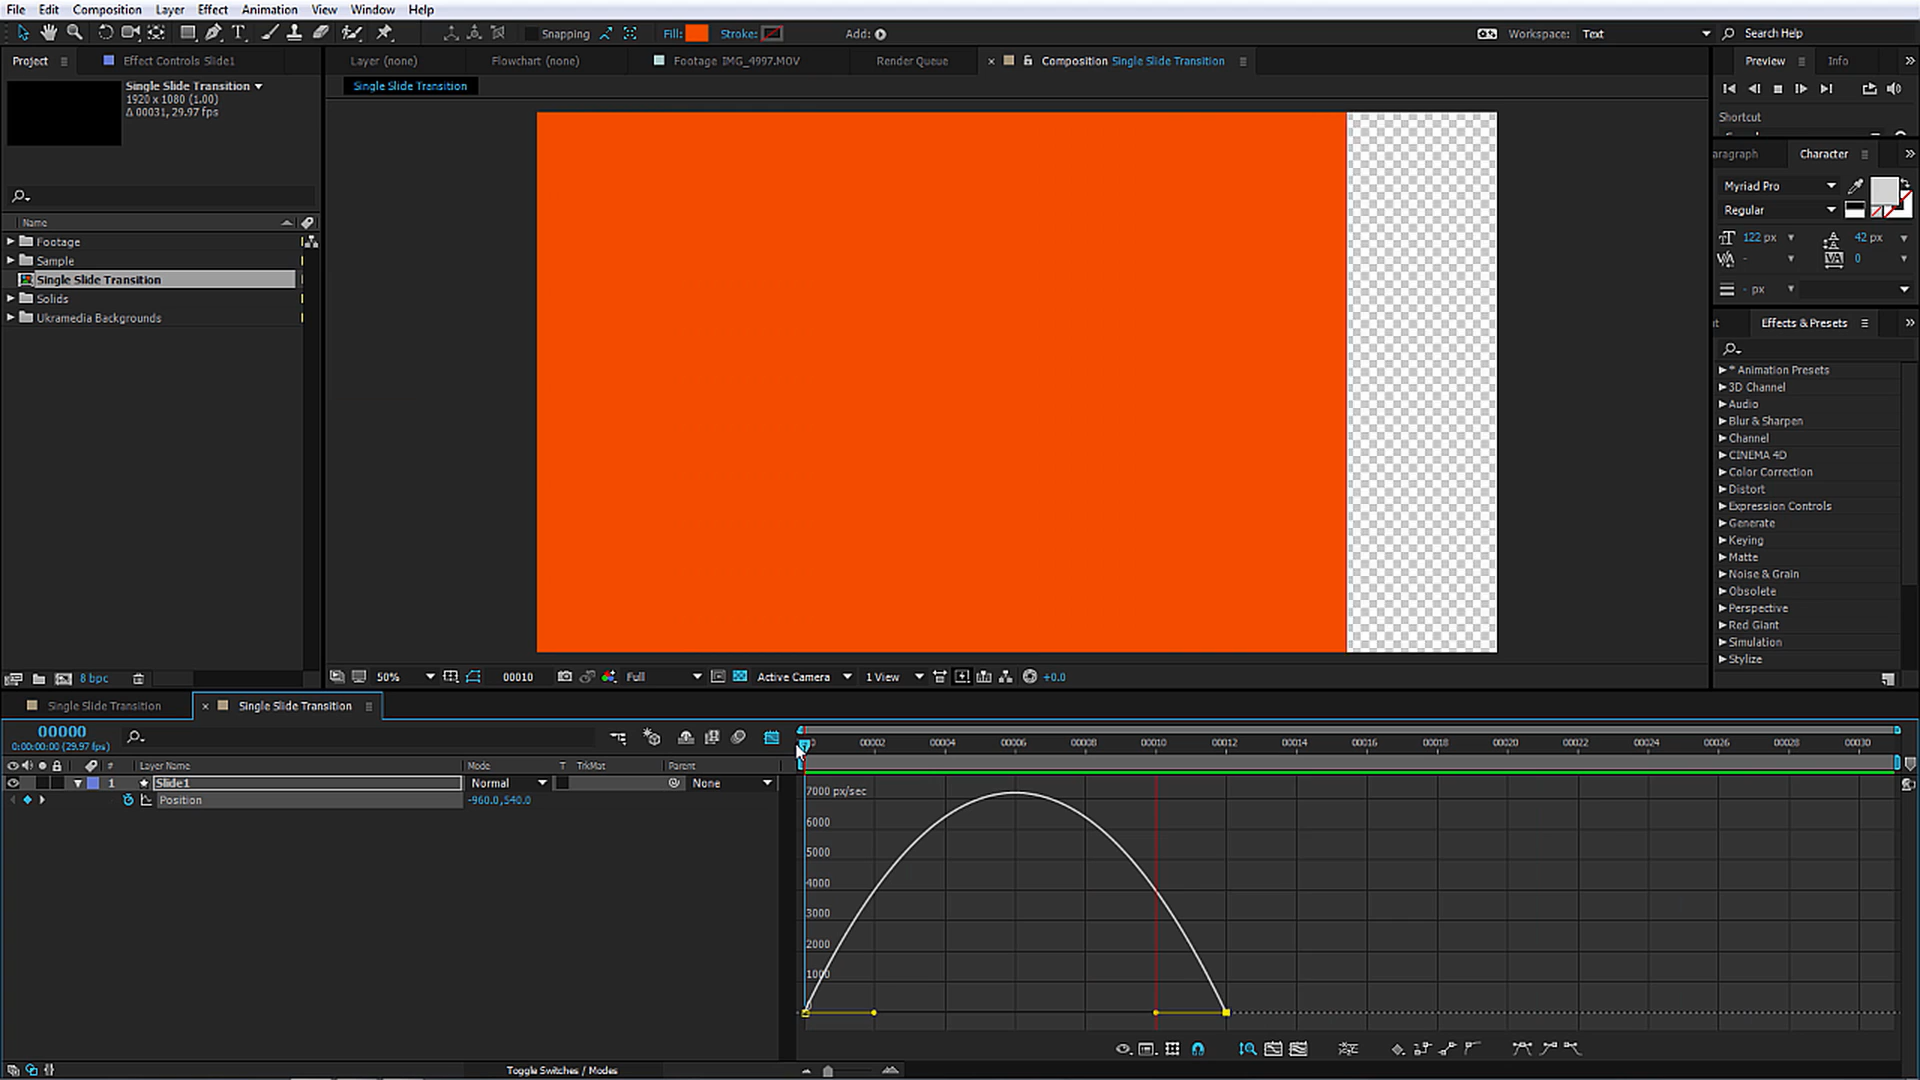 File Edit Composition Layer Effect Animation View Window Help
Snapping Fill: Stroke: Add: Workspace: Text Search Help
Project Effect Controls Slide1 Layer (none) Flowchart (none) Footage IMG_4997.MOV Render Queue Composition Single Slide Transition Preview Info
Single Slide Transition
1920 x 1080 (1.00)
Δ 00031, 29.97 fps
Single Slide Transition
Shortcut
aragraph Character
Myriad Pro
Regular
122 px 42 px
- 0
- px
Name
Footage
Sample
Single Slide Transition
Solids
Ukramedia Backgrounds
Effects & Presets
* Animation Presets
3D Channel
Audio
Blur & Sharpen
Channel
CINEMA 4D
Color Correction
Distort
Expression Controls
Generate
Keying
Matte
Noise & Grain
Obsolete
Perspective
Red Giant
Simulation
Stylize
8 bpc 50% 00010 Full Active Camera 1 View +0.0
Single Slide Transition Single Slide Transition
00000
0:00:00:00 (29.97 fps)
00002 00004 00006 00008 00010 00012 00014 00016 00018 00020 00022 00024 00026 00028 00030
# Layer Name Mode T TrkMat Parent
1 Slide1 Normal None
Position -960.0,540.0
7000 px/sec
6000
5000
4000
3000
2000
1000
0
Toggle Switches / Modes